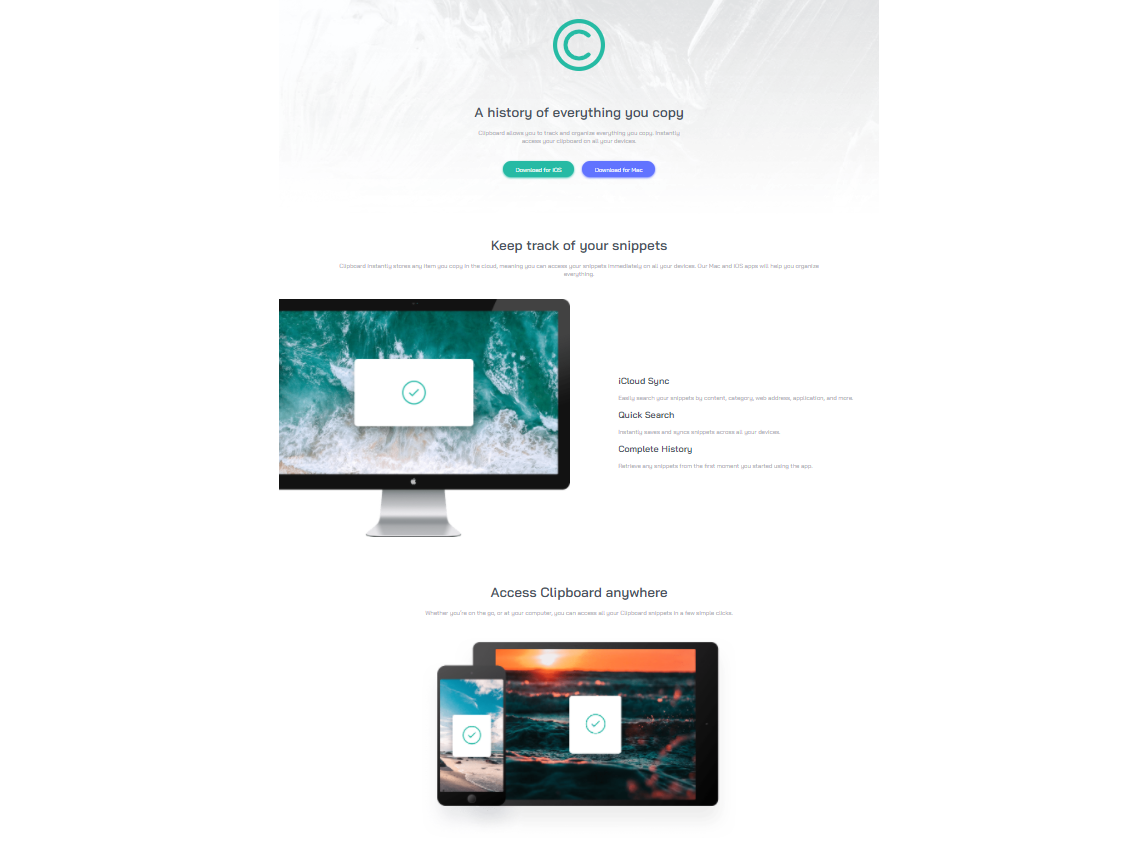 A history of everything you copy
Clipboard allows you to track and organize everything you copy. Instantly
access your clipboard on all your devices.
Download for iOS
Download for Mac
Keep track of your snippets
Clipboard instantly stores any item you copy in the cloud, meaning you can access your snippets immediately on all your devices. Our Mac and iOS apps will help you organize
everything.
iCloud Sync
Easily search your snippets by content, category, web address, application, and more.
Quick Search
Instantly saves and syncs snippets across all your devices.
Complete History
Retrieve any snippets from the first moment you started using the app.
Access Clipboard anywhere
Whether you're on the go, or at your computer, you can access all your Clipboard snippets in a few simple clicks.